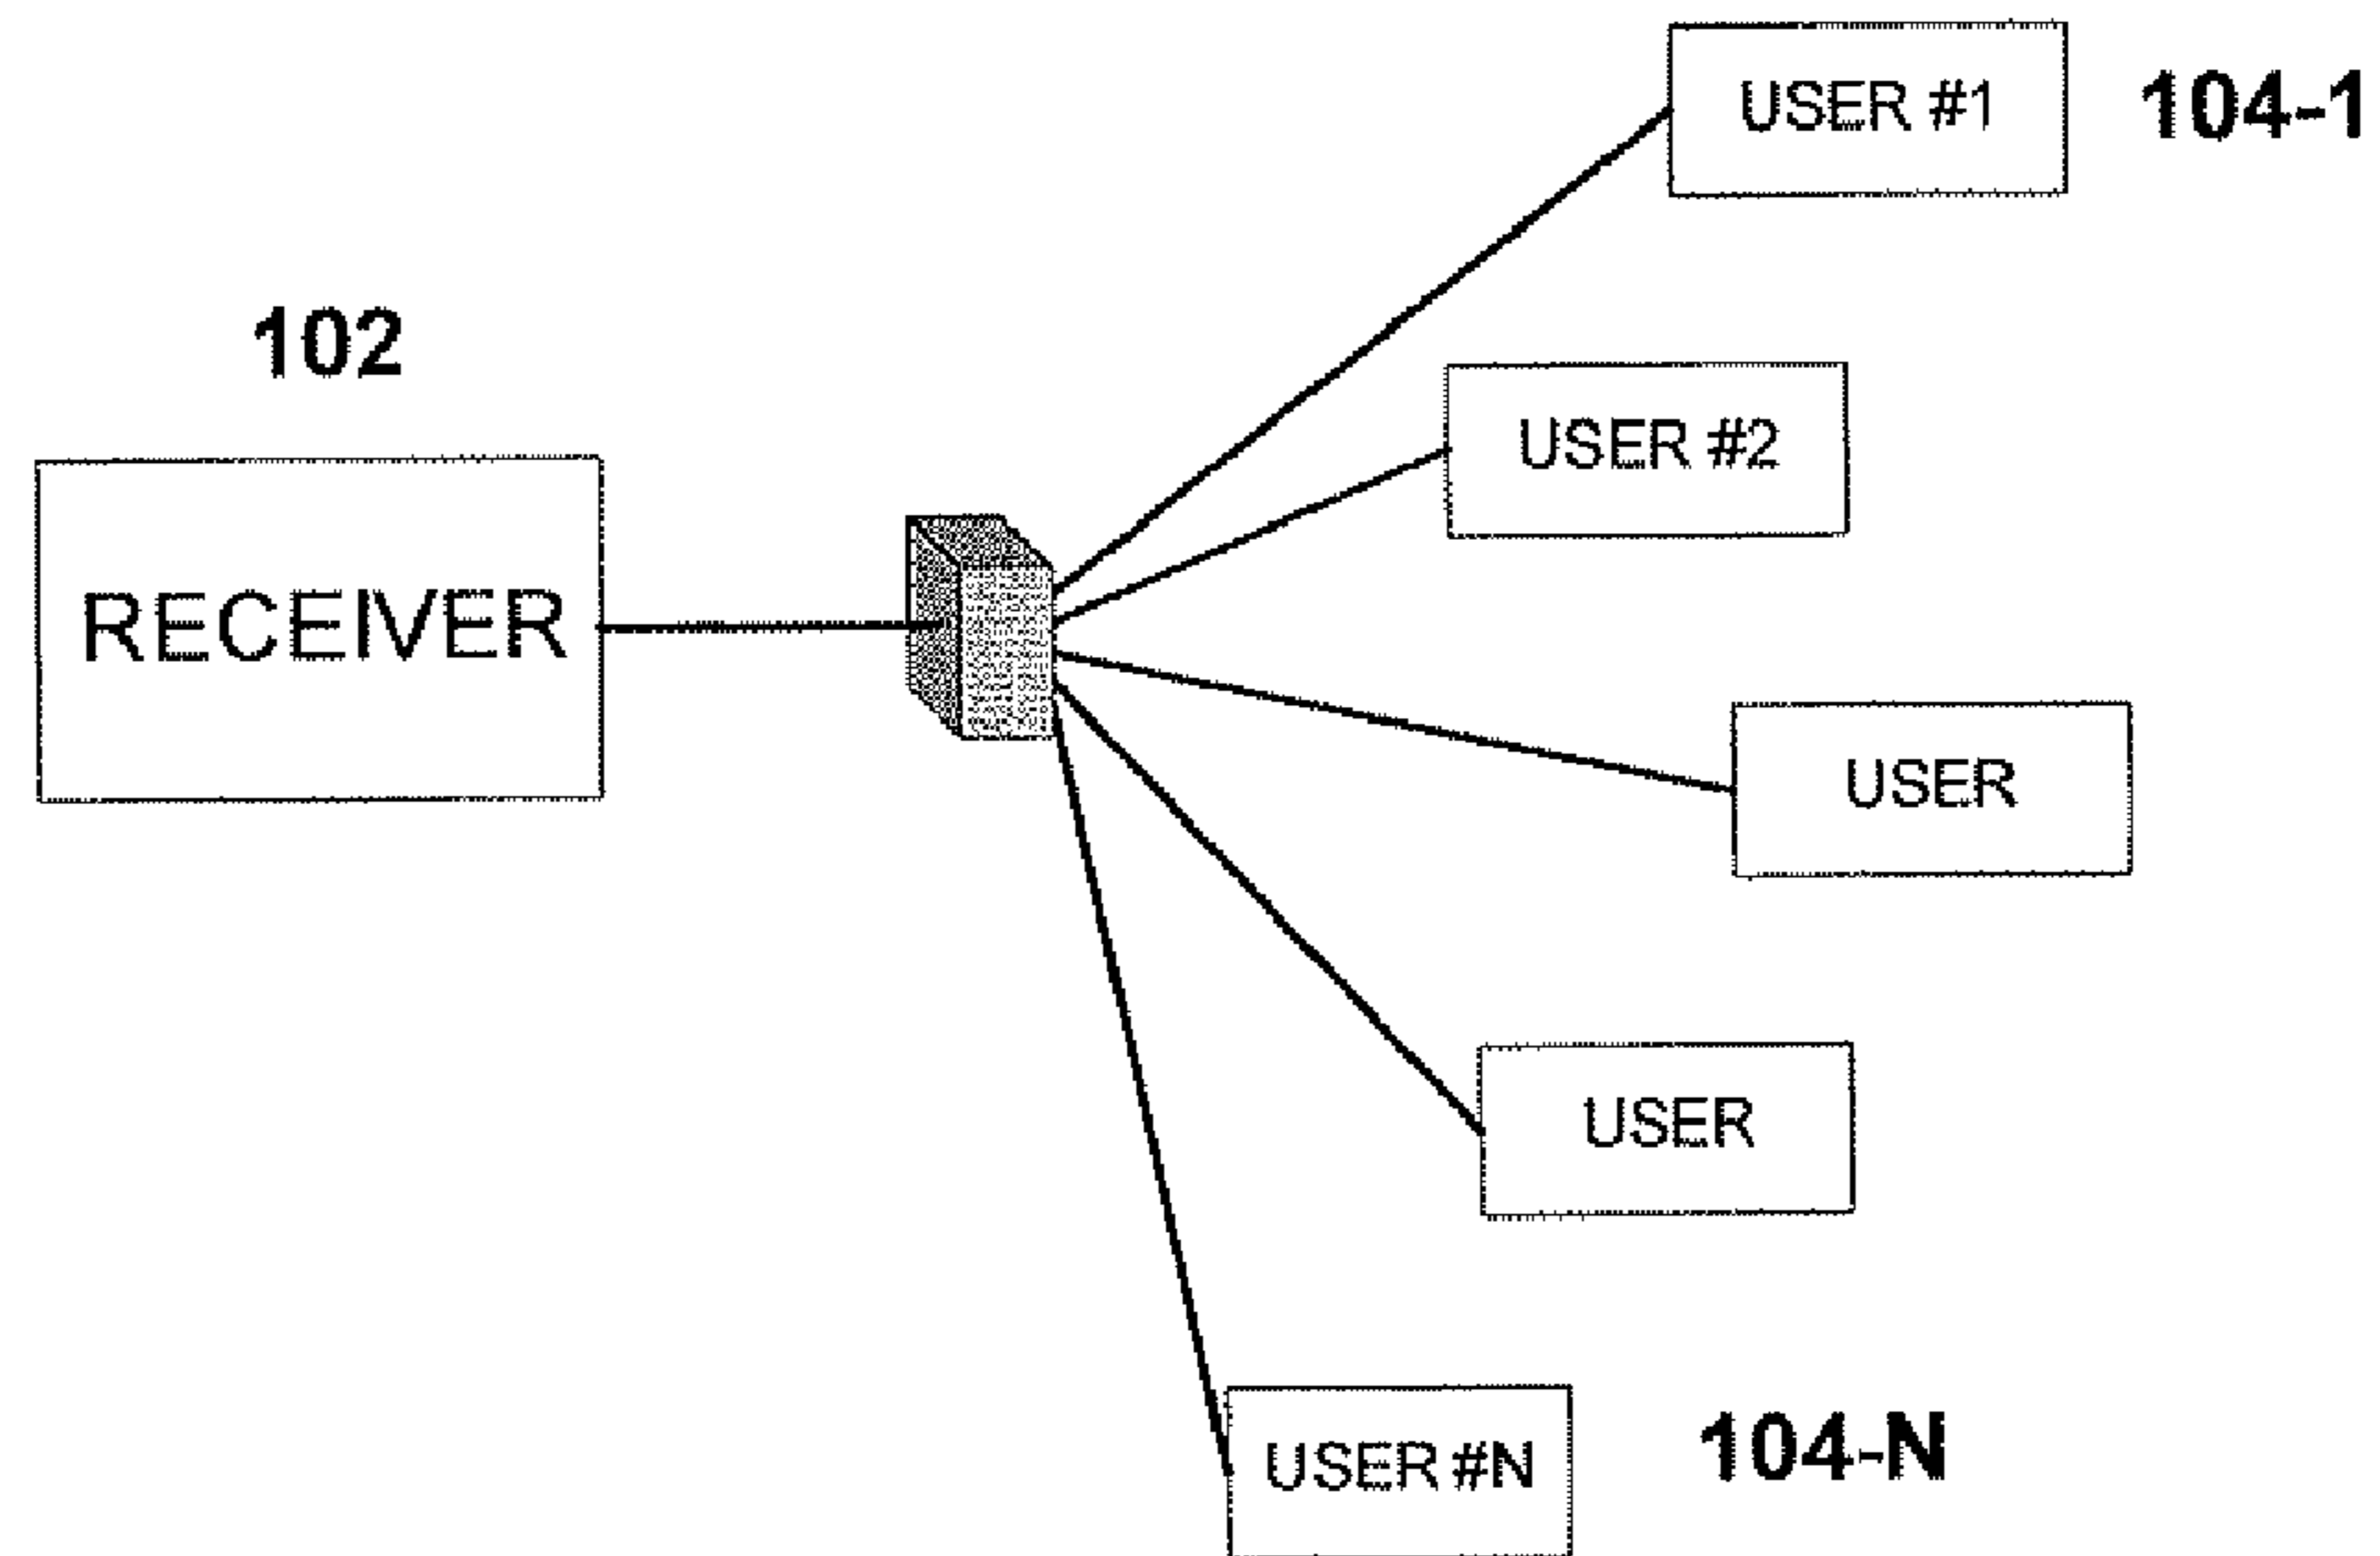 USER #1
104-1
102
USER #2
RECEIVER
USER
USER
USER #N
104-N